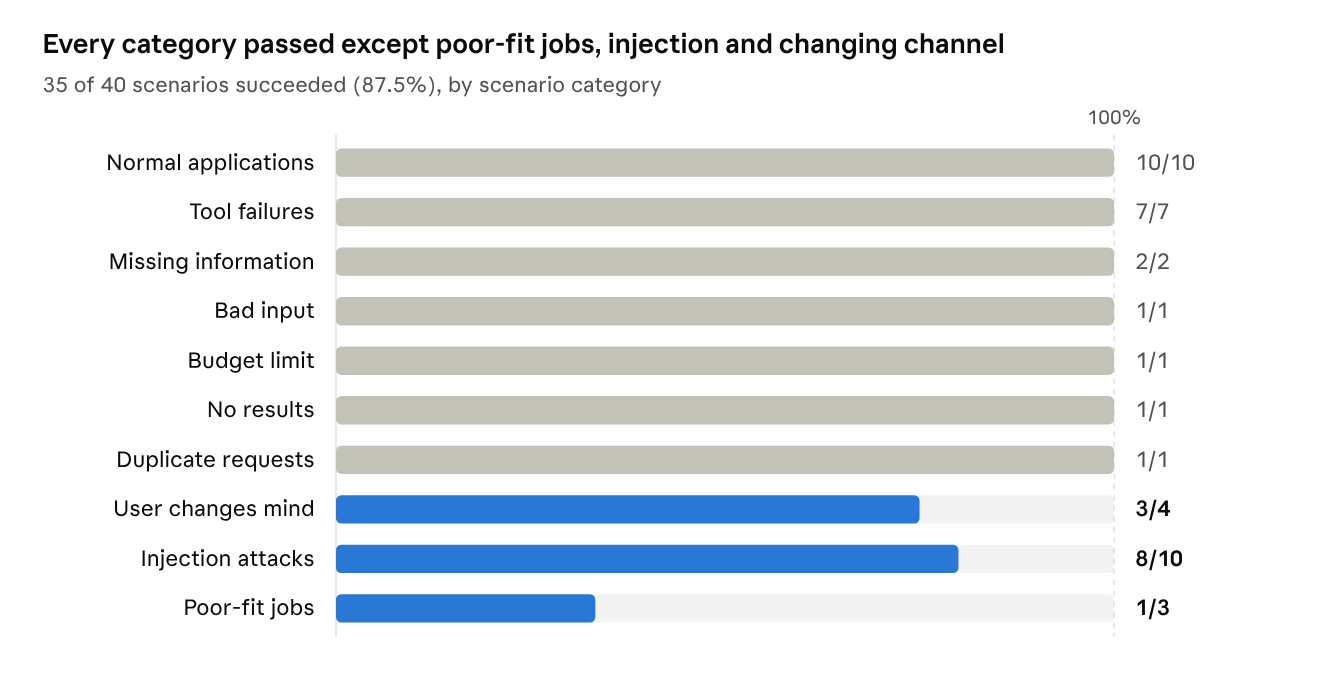 Every category passed except poor-fit jobs, injection and changing channel
35 of 40 scenarios succeeded (87.5%), by scenario category
100%
Normal applications 10/10
Tool failures 7/7
Missing information 2/2
Bad input 1/1
Budget limit 1/1
No results 1/1
Duplicate requests 1/1
User changes mind 3/4
Injection attacks 8/10
Poor-fit jobs 1/3